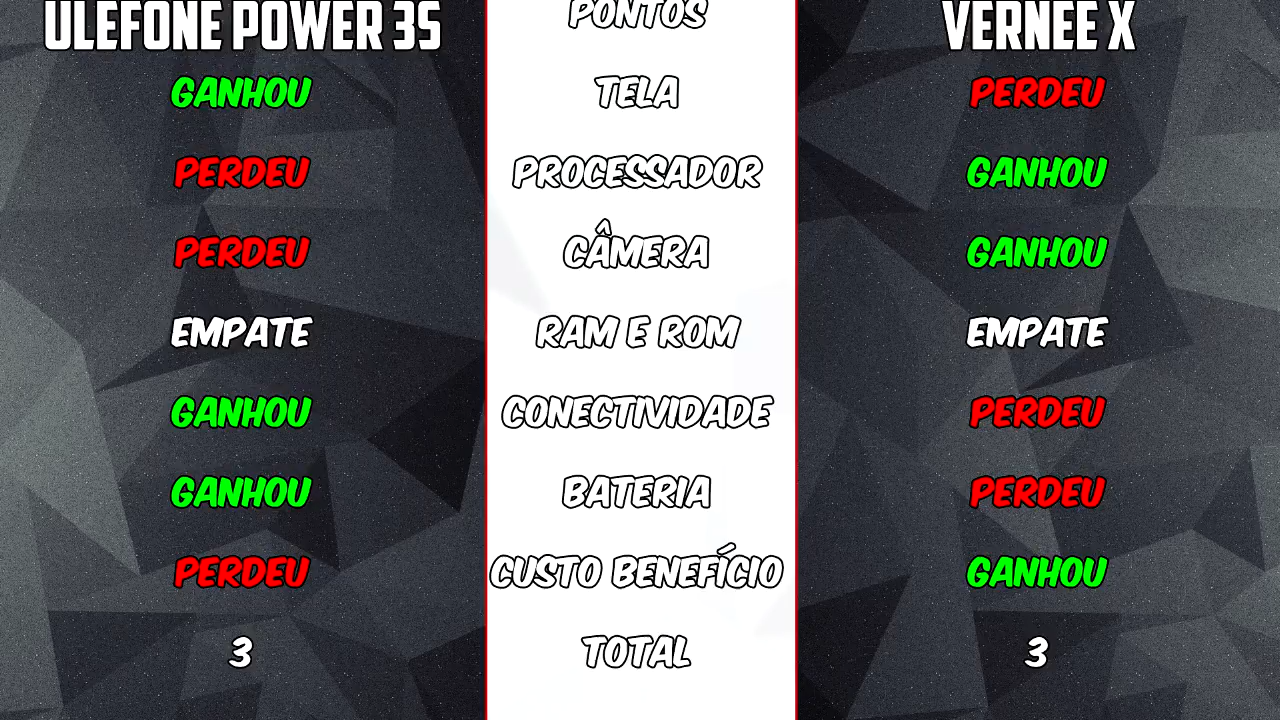 ULEFONE POWER 3S PONTOS VERNEE X
GANHOU TELA PERDEU
PERDEU PROCESSADOR GANHOU
PERDEU CÂMERA GANHOU
EMPATE RAM E ROM EMPATE
GANHOU CONECTIVIDADE PERDEU
GANHOU BATERIA PERDEU
PERDEU CUSTO BENEFÍCIO GANHOU
3 TOTAL 3